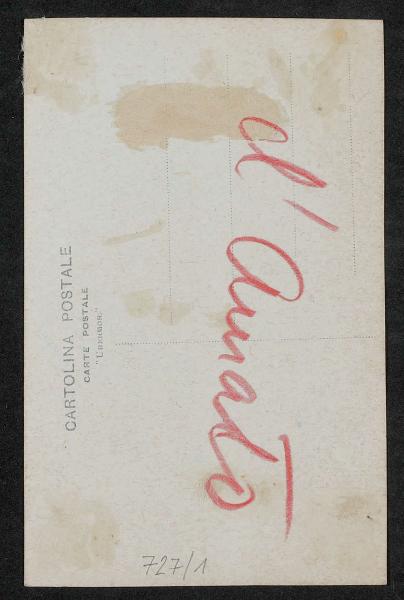 CARTOLINA POSTALE
CARTE POSTALE
d'Amato
727/1